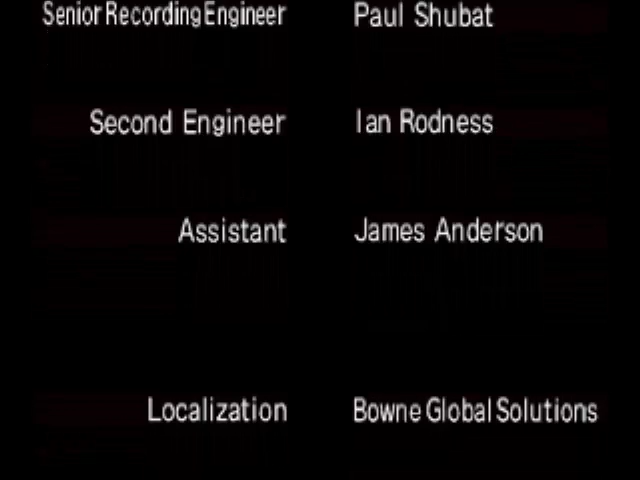 Senior Recording Engineer Paul Shubat
Second Engineer Ian Rodness
Assistant James Anderson
Localization Bowne Global Solutions